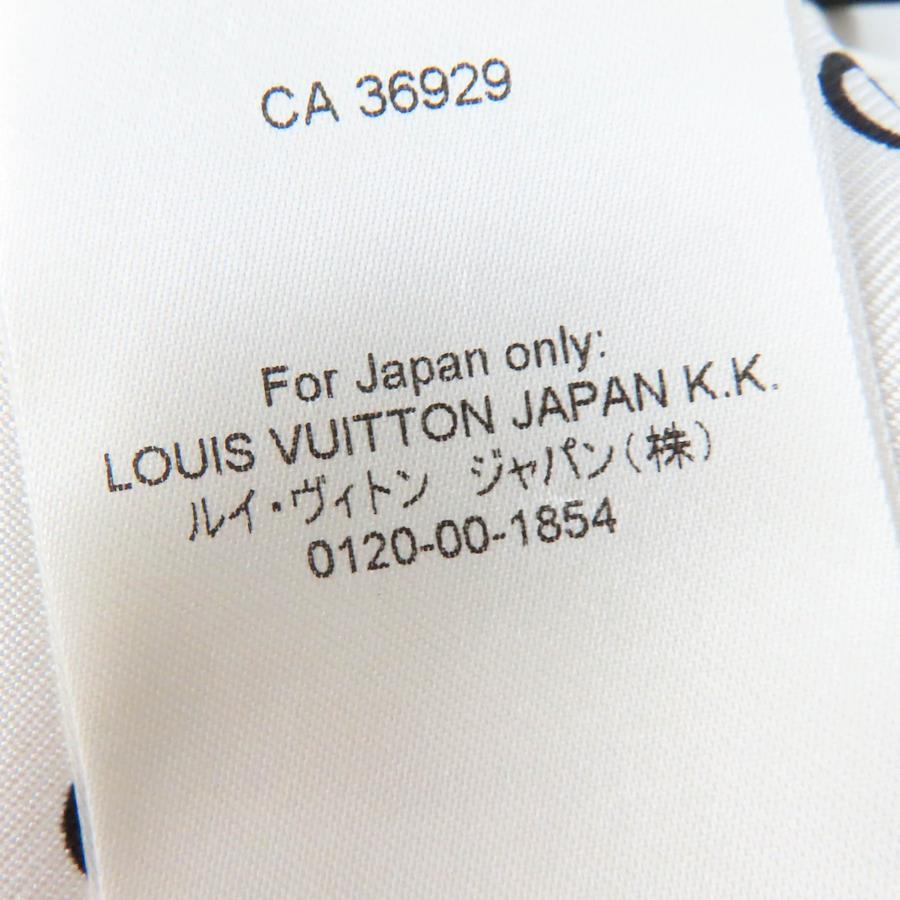 CA 36929
For Japan only:
LOUIS VUITTON JAPAN K.K.
ルイ・ヴィトン　ジャパン(株)
0120-00-1854